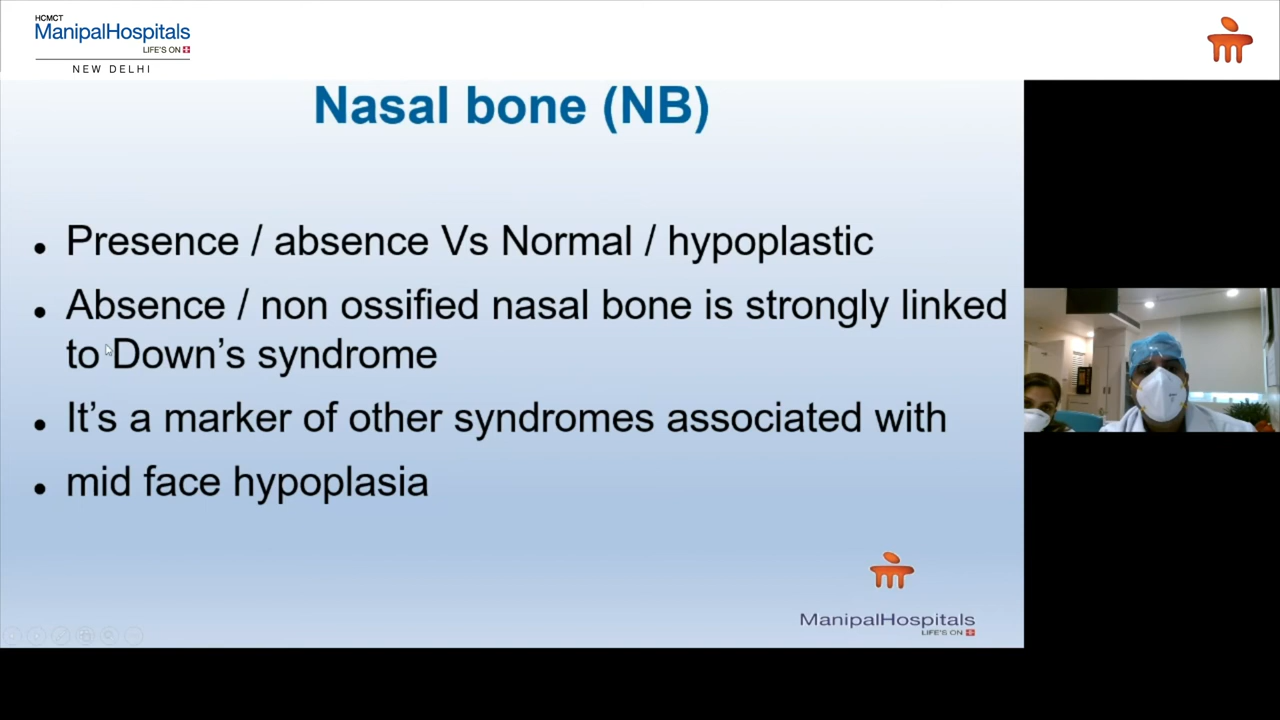 HCMCT
ManipalHospitals
LIFE'S ON
NEW DELHI
Nasal bone (NB)
Presence / absence Vs Normal / hypoplastic
Absence / non ossified nasal bone is strongly linked
to Down’s syndrome
It’s a marker of other syndromes associated with
mid face hypoplasia
ManipalHospitals
LIFE'S ON